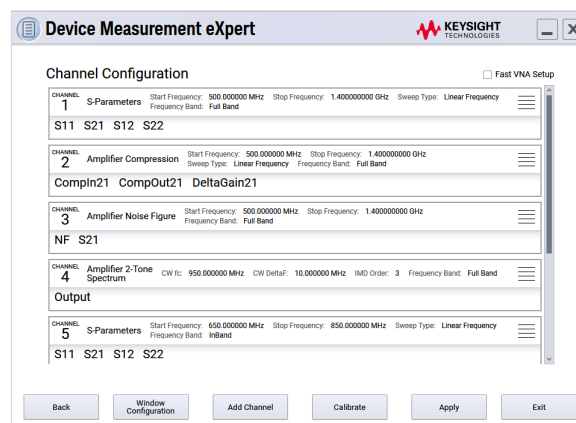 Device Measurement eXpert
KEYSIGHT
TECHNOLOGIES
Channel Configuration
Fast VNA Setup
CHANNEL
1
S-Parameters
Start Frequency: 500.000000 MHz Stop Frequency: 1.400000000 GHz Sweep Type: Linear Frequency
Frequency Band: Full Band
S11 S21 S12 S22
CHANNEL
2
Amplifier Compression
Start Frequency: 500.000000 MHz Stop Frequency: 1.400000000 GHz
Sweep Type: Linear Frequency Frequency Band: Full Band
CompIn21 CompOut21 DeltaGain21
CHANNEL
3
Amplifier Noise Figure
Start Frequency: 500.000000 MHz Stop Frequency: 1.400000000 GHz
Frequency Band: Full Band
NF S21
CHANNEL
4
Amplifier 2-Tone
Spectrum
CW fc: 950.000000 MHz CW DeltaF: 10.000000 MHz IMD Order: 3 Frequency Band: Full Band
Output
CHANNEL
5
S-Parameters
Start Frequency: 650.000000 MHz Stop Frequency: 850.000000 MHz Sweep Type: Linear Frequency
Frequency Band: InBand
S11 S21 S12 S22
Back
Window
Configuration
Add Channel
Calibrate
Apply
Exit